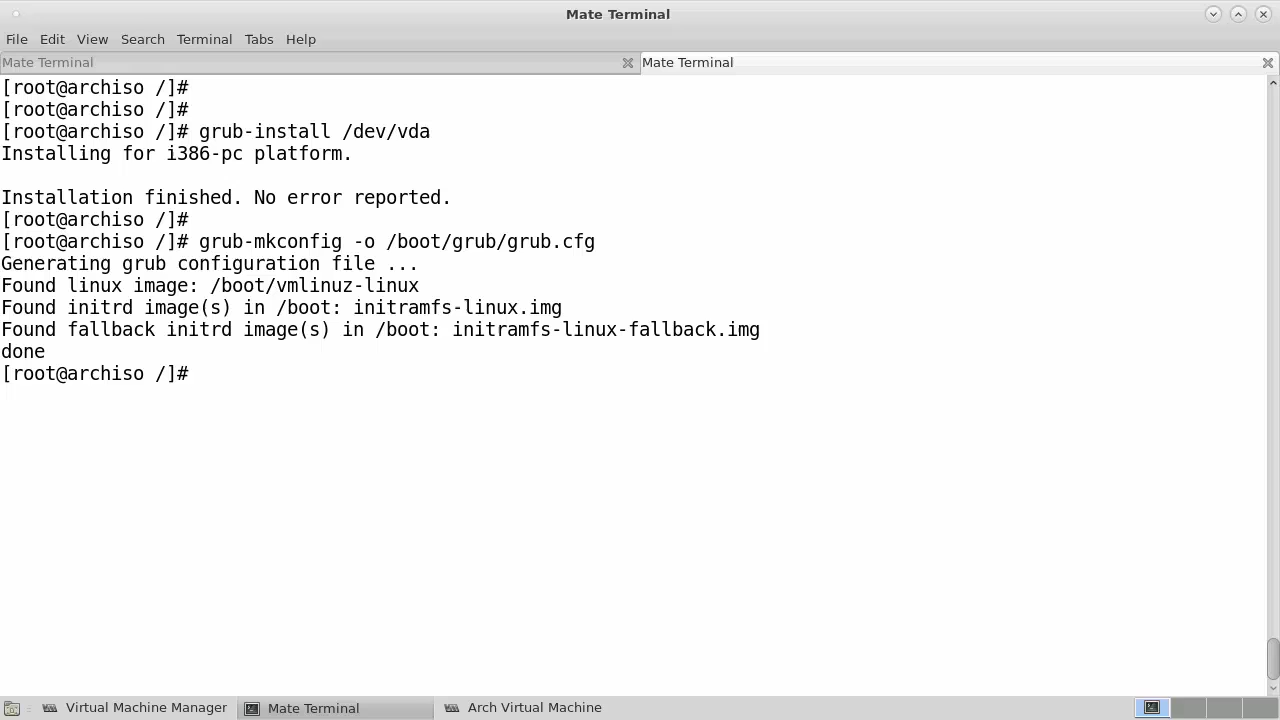 Mate Terminal
File Edit View Search Terminal Tabs Help
Mate Terminal Mate Terminal
[root@archiso /]#
[root@archiso /]#
[root@archiso /]# grub-install /dev/vda
Installing for i386-pc platform.
Installation finished. No error reported.
[root@archiso /]#
[root@archiso /]# grub-mkconfig -o /boot/grub/grub.cfg
Generating grub configuration file ...
Found linux image: /boot/vmlinuz-linux
Found initrd image(s) in /boot: initramfs-linux.img
Found fallback initrd image(s) in /boot: initramfs-linux-fallback.img
done
[root@archiso /]#
Virtual Machine Manager Mate Terminal Arch Virtual Machine